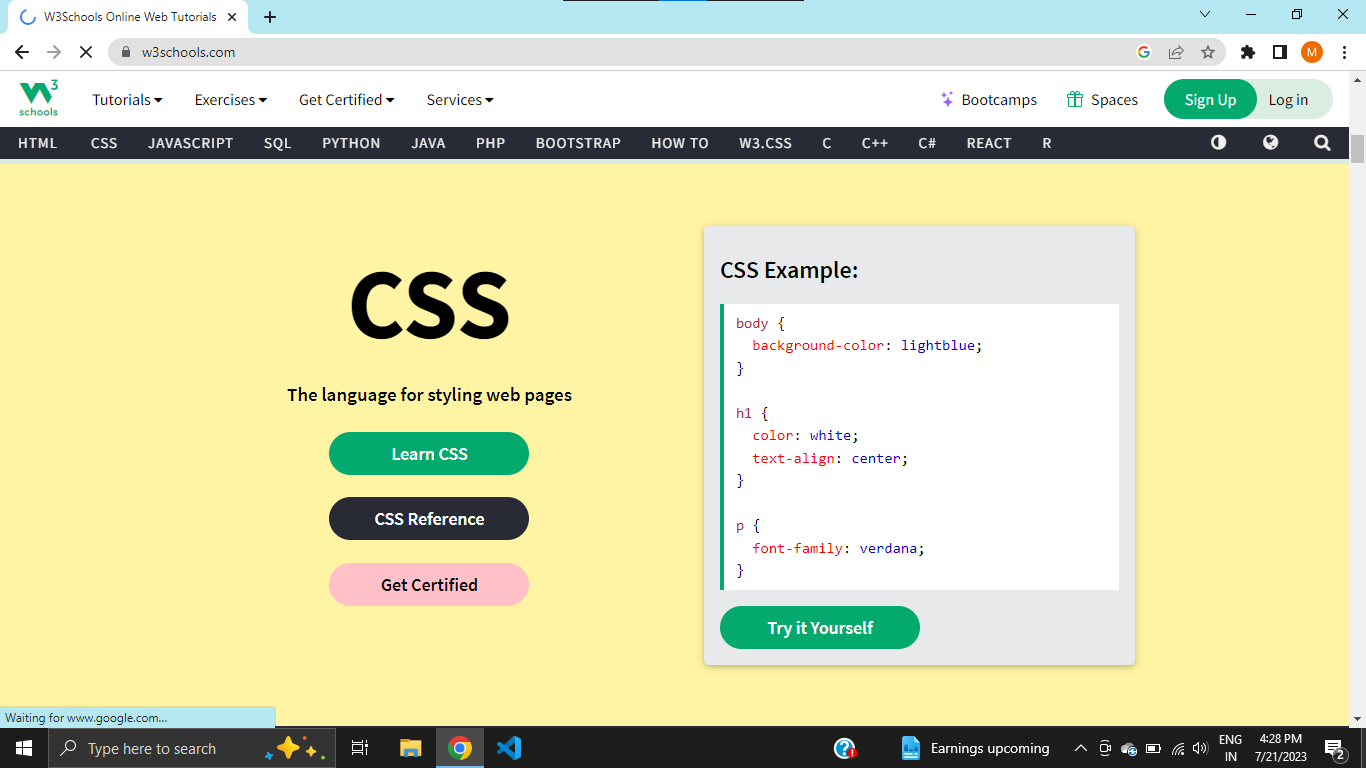 W3Schools Online Web Tutorials
w3schools.com
M
W3 schools
Tutorials Exercises Get Certified Services Bootcamps Spaces Sign Up Log in
HTML CSS JAVASCRIPT SQL PYTHON JAVA PHP BOOTSTRAP HOW TO W3.CSS C C++ C# REACT R
CSS
The language for styling web pages
Learn CSS
CSS Reference
Get Certified
CSS Example:
body {
  background-color: lightblue;
}

h1 {
  color: white;
  text-align: center;
}

p {
  font-family: verdana;
}
Try it Yourself
Waiting for www.google.com...
Type here to search
Earnings upcoming
ENG
IN
4:28 PM
7/21/2023
2